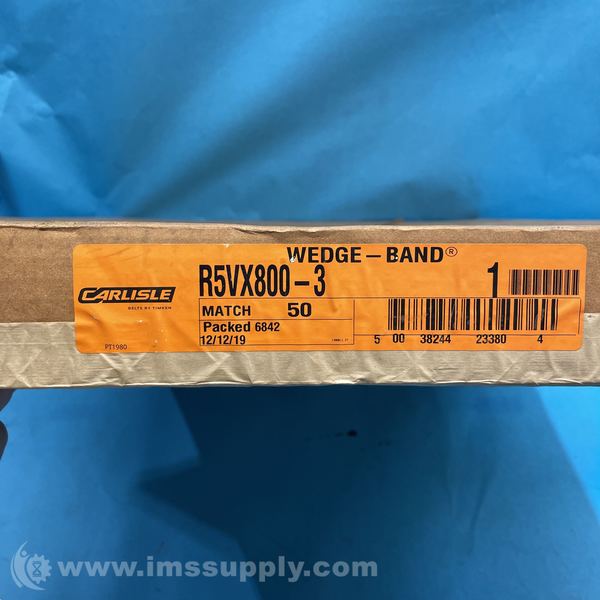 WEDGE – BAND®
R5VX800 – 3
1
CARLISLE
BELTS BY TIMKEN
MATCH 50
Packed 6842
12/12/19
5 00 38244 23380 4
PT1980
www.imssupply.com